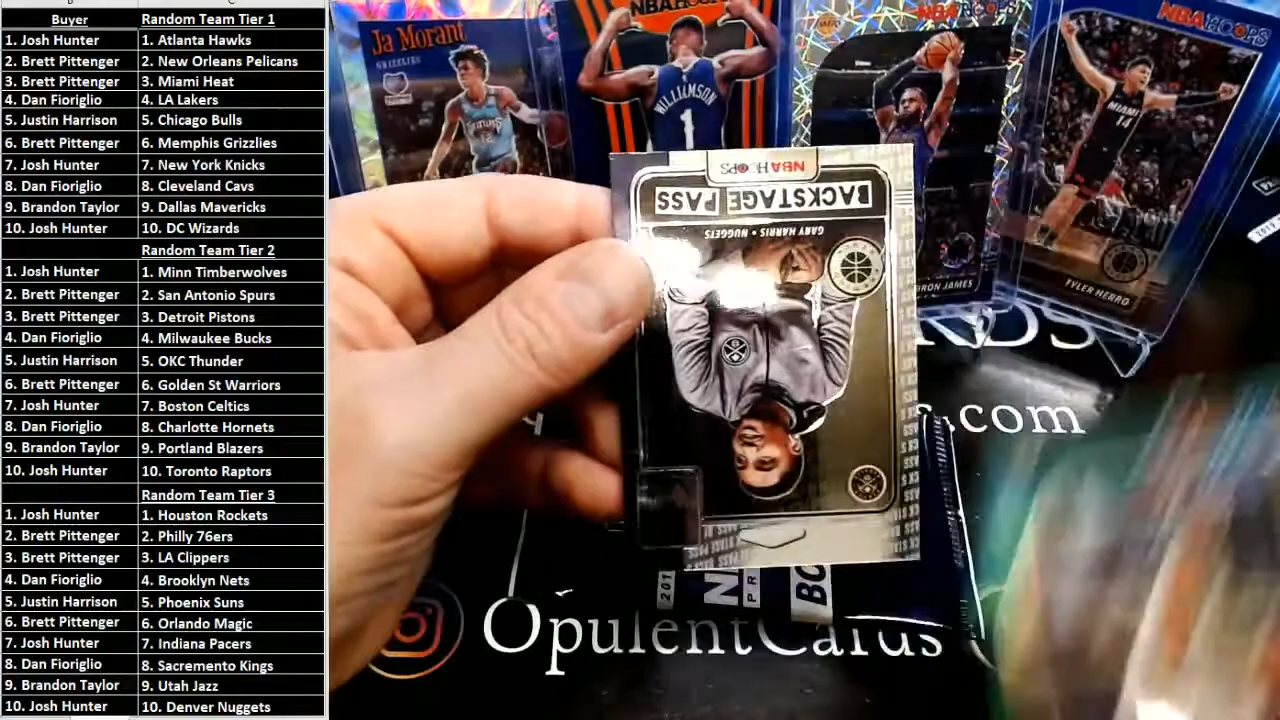 Buyer Random Team Tier 1
1. Josh Hunter 1. Atlanta Hawks
2. Brett Pittenger 2. New Orleans Pelicans
3. Brett Pittenger 3. Miami Heat
4. Dan Fioriglio 4. LA Lakers
5. Justin Harrison 5. Chicago Bulls
6. Brett Pittenger 6. Memphis Grizzlies
7. Josh Hunter 7. New York Knicks
8. Dan Fioriglio 8. Cleveland Cavs
9. Brandon Taylor 9. Dallas Mavericks
10. Josh Hunter 10. DC Wizards
Random Team Tier 2
1. Josh Hunter 1. Minn Timberwolves
2. Brett Pittenger 2. San Antonio Spurs
3. Brett Pittenger 3. Detroit Pistons
4. Dan Fioriglio 4. Milwaukee Bucks
5. Justin Harrison 5. OKC Thunder
6. Brett Pittenger 6. Golden St Warriors
7. Josh Hunter 7. Boston Celtics
8. Dan Fioriglio 8. Charlotte Hornets
9. Brandon Taylor 9. Portland Blazers
10. Josh Hunter 10. Toronto Raptors
Random Team Tier 3
1. Josh Hunter 1. Houston Rockets
2. Brett Pittenger 2. Philly 76ers
3. Brett Pittenger 3. LA Clippers
4. Dan Fioriglio 4. Brooklyn Nets
5. Justin Harrison 5. Phoenix Suns
6. Brett Pittenger 6. Orlando Magic
7. Josh Hunter 7. Indiana Pacers
8. Dan Fioriglio 8. Sacremento Kings
9. Brandon Taylor 9. Utah Jazz
10. Josh Hunter 10. Denver Nuggets
Ja Morant
GRIZZLIES
WILLIAMSON
1
NBA HOOPS
NBA HOOPS
MIAMI
14
TYLER HERRO
JAMES
NBA HOOPS
BACKSTAGE PASS
GARY HARRIS • NUGGETS
.com
OpulentCards